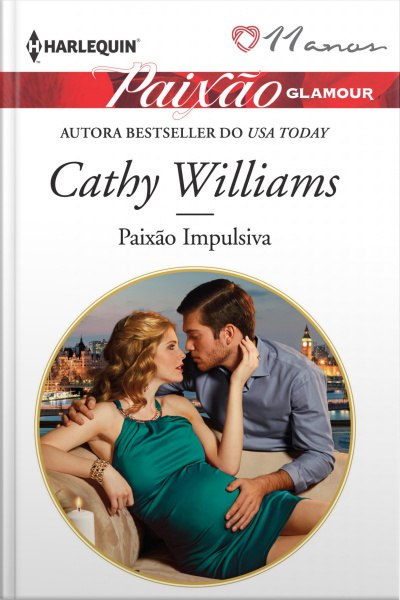 HARLEQUIN®
11 anos
Paixão GLAMOUR
AUTORA BESTSELLER DO USA TODAY
Cathy Williams
Paixão Impulsiva